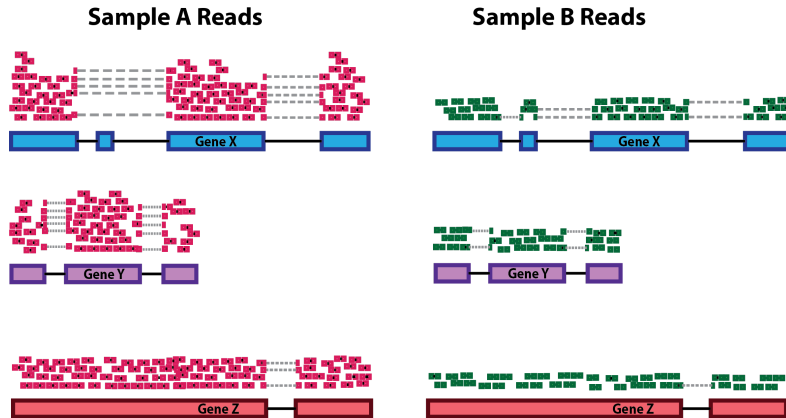 Sample A Reads
Sample B Reads
Gene X
Gene X
Gene Y
Gene Y
Gene Z
Gene Z